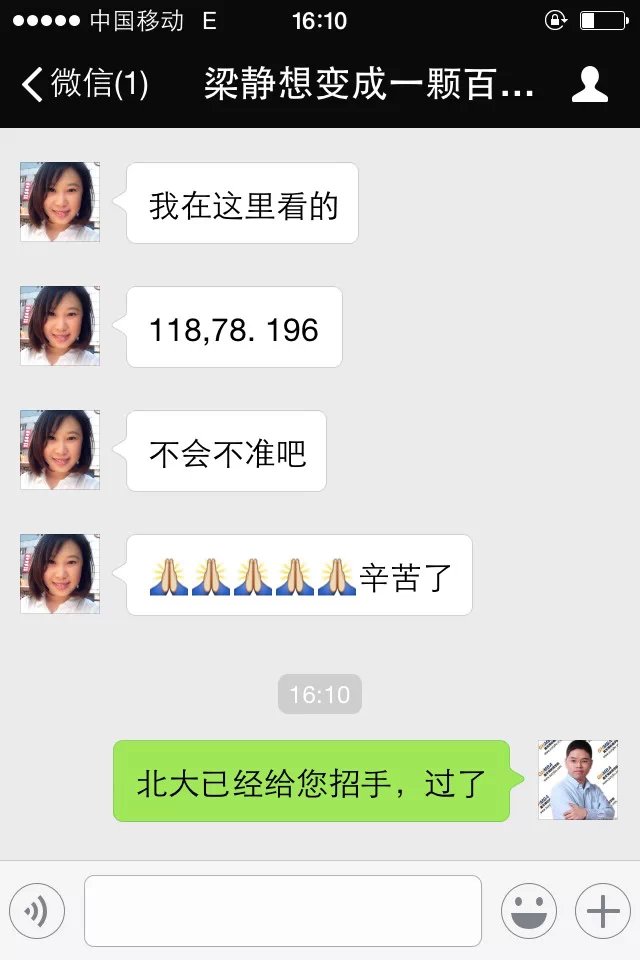 中国移动 E 16:10
微信(1) 梁静想变成一颗百...
我在这里看的
118,78. 196
不会不准吧
🙏🙏🙏🙏🙏辛苦了
16:10
北大已经给您招手，过了